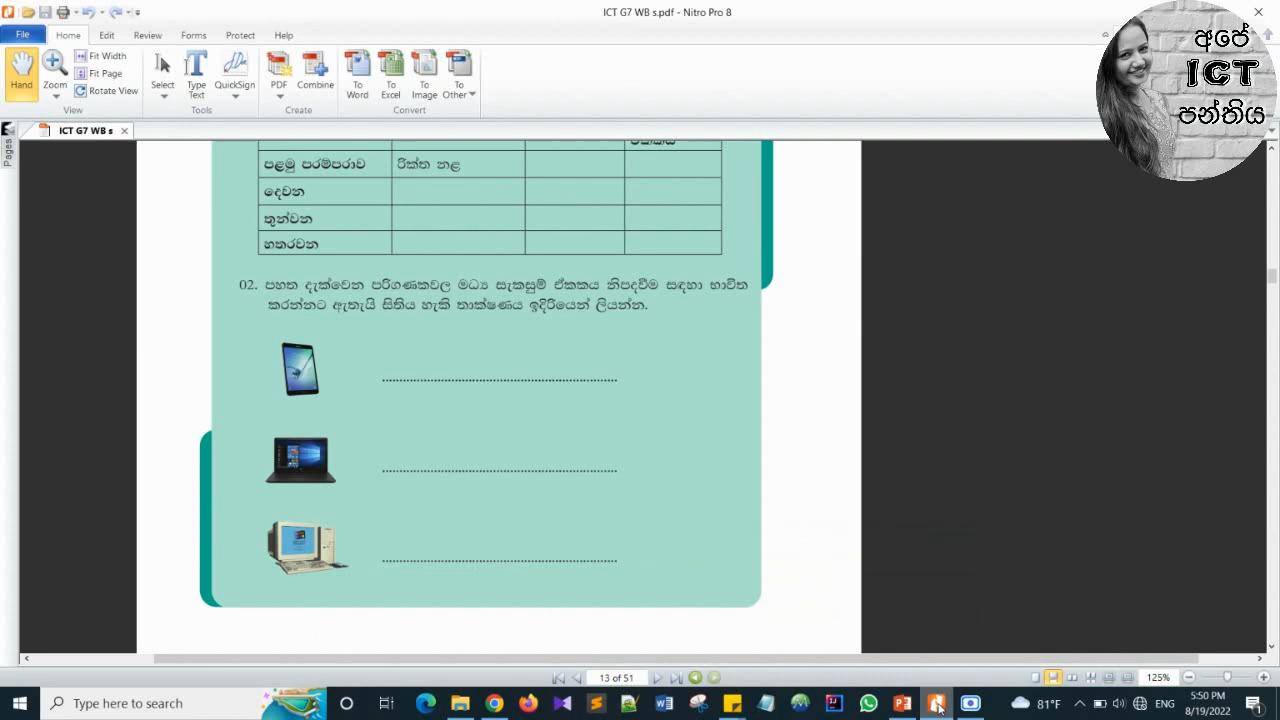 ICT G7 WB s.pdf - Nitro Pro 8
File Home Edit Review Forms Protect Help
Hand
Zoom
Fit Width
Fit Page
Rotate View
View
Select
Type Text
QuickSign
Tools
PDF
Combine
Create
To Word
To Excel
To Image
To Other
Convert
අපේ
ICT
පන්තිය
ICT G7 WB s
Pages
පළමු පරම්පරාව රික්ත නළ
දෙවන
තුන්වන
හතරවන
02. පහත දැක්වෙන පරිගණකවල මධ්‍ය සැකසුම් ඒකකය නිපදවීම සඳහා භාවිත
කරන්නට ඇතැයි සිතිය හැකි තාක්ෂණය ඉදිරියෙන් ලියන්න.
............................................................
............................................................
............................................................
13 of 51
125%
Type here to search
81°F
ENG
5:50 PM
8/19/2022